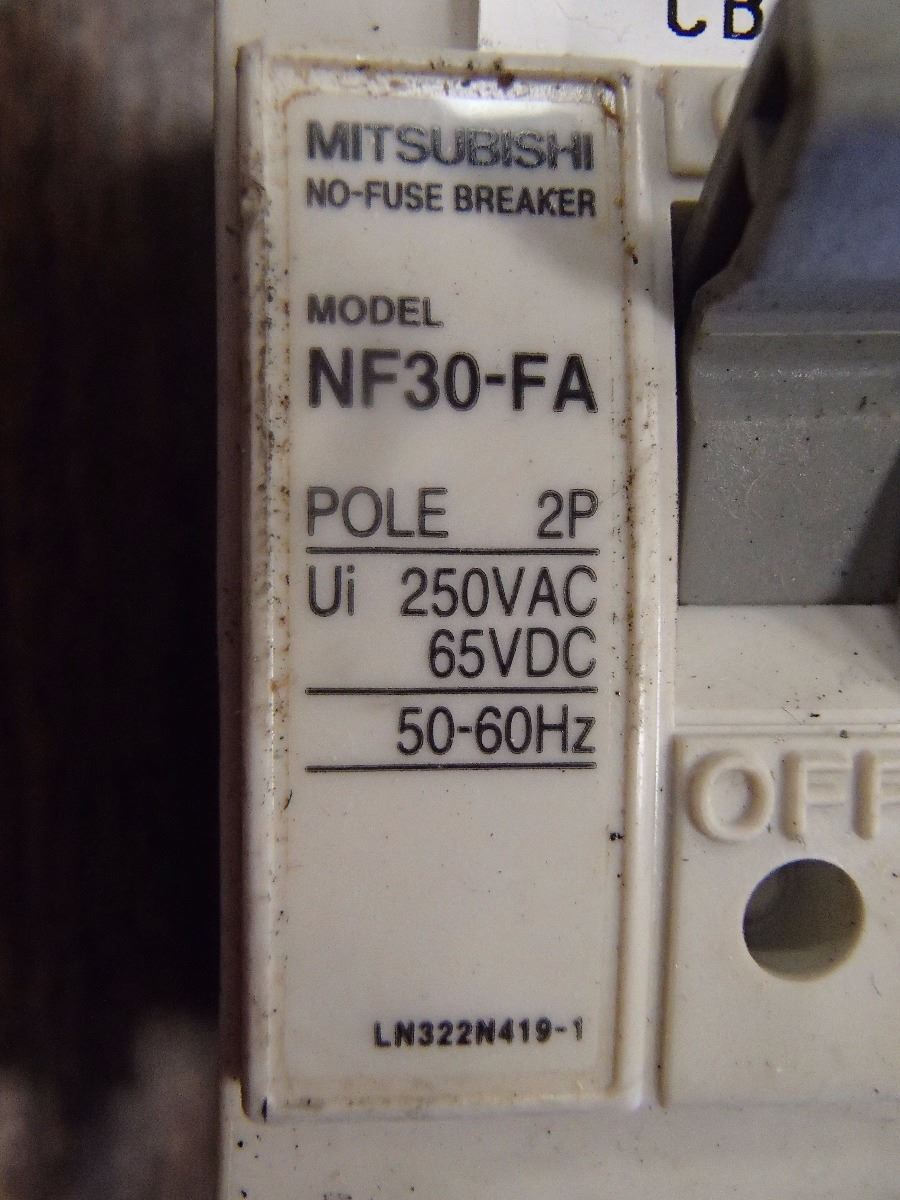 CB
MITSUBISHI
NO-FUSE BREAKER
MODEL
NF30-FA
POLE 2P
Ui 250VAC
65VDC
50-60Hz
OFF
LN322N419-1